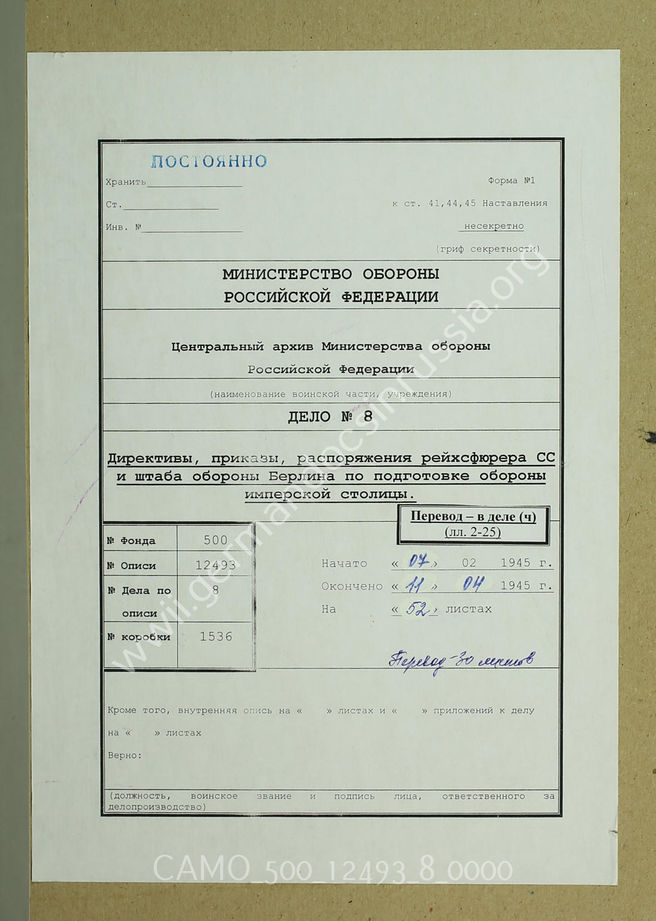 ПОСТОЯННО
Хранить
Форма №1
Ст.
к ст. 41,44,45 Наставления
Инв. №
несекретно
(гриф секретности)
МИНИСТЕРСТВО ОБОРОНЫ
РОССИЙСКОЙ ФЕДЕРАЦИИ
Центральный архив Министерства обороны
Российской Федерации
(наименование воинской части, учреждения)
ДЕЛО № 8
Директивы, приказы, распоряжения рейхсфюрера СС
и штаба обороны Берлина по подготовке обороны
имперской столицы.
Перевод – в деле (ч)
(лл. 2-25)
№ Фонда 500
№ Описи 12493
№ Дела по описи 8
№ коробки 1536
Начато « 07 » 02 1945 г.
Окончено « 11 » 04 1945 г.
На « 52 » листах
Перевод-30 листов
Кроме того, внутренняя опись на « » листах и « » приложений к делу
на « » листах
Верно:
(должность, воинское звание и подпись лица, ответственного за
делопроизводство)
www.germandocsinrussia.org
CAMO_500_12493_8_0000